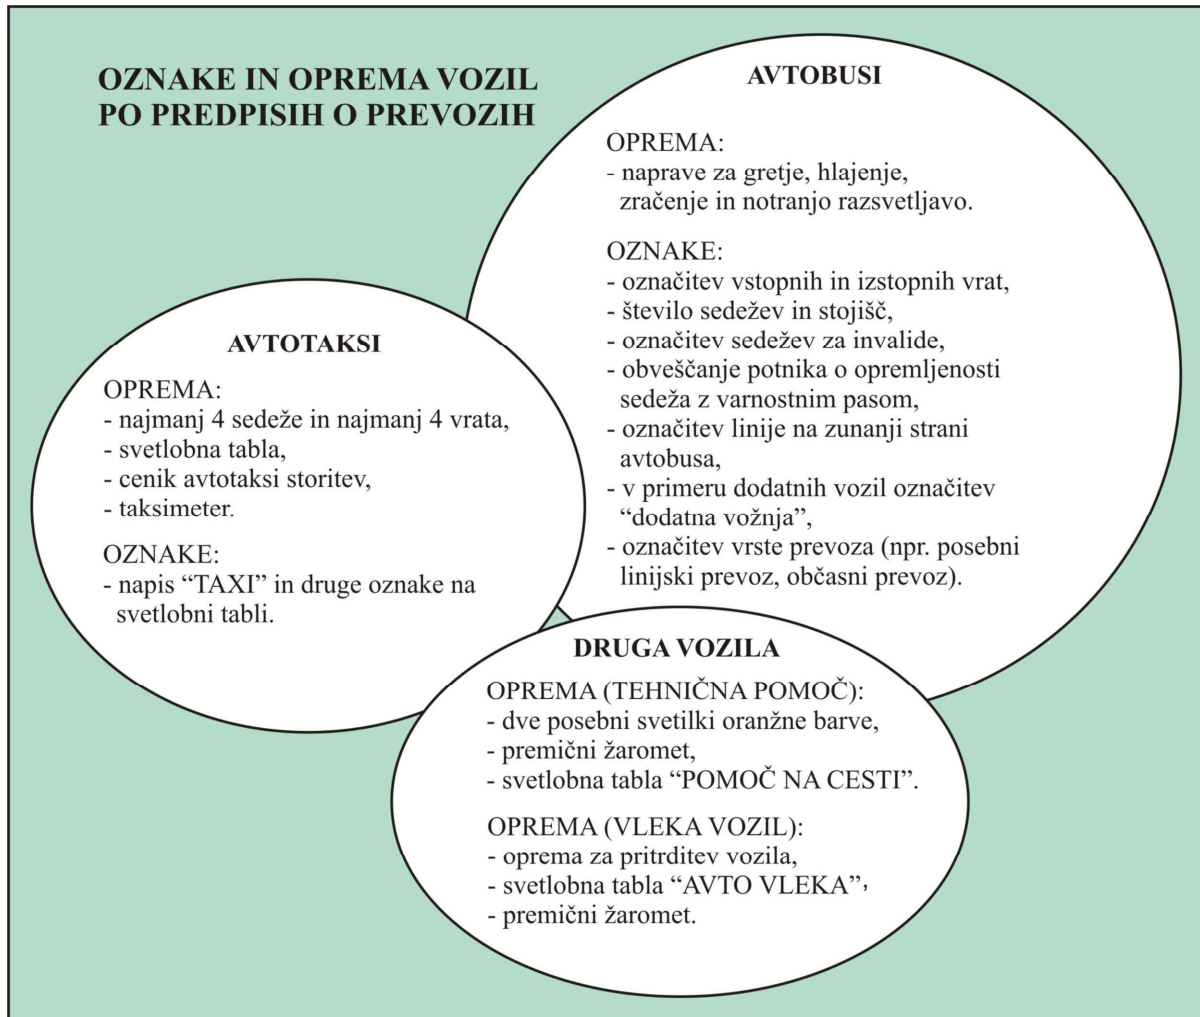 OZNAKE IN OPREMA VOZIL
PO PREDPISIH O PREVOZIH
AVTOBUSI
OPREMA:
- naprave za gretje, hlajenje,
zračenje in notranjo razsvetljavo.
OZNAKE:
- označitev vstopnih in izstopnih vrat,
- število sedežev in stojišč,
- označitev sedežev za invalide,
- obveščanje potnika o opremljenosti
sedeža z varnostnim pasom,
- označitev linije na zunanji strani
avtobusa,
- v primeru dodatnih vozil označitev
“dodatna vožnja”,
- označitev vrste prevoza (npr. posebni
linijski prevoz, občasni prevoz).
AVTOTAKSI
OPREMA:
- najmanj 4 sedeže in najmanj 4 vrata,
- svetlobna tabla,
- cenik avtotaksi storitev,
- taksimeter.
OZNAKE:
- napis “TAXI” in druge oznake na
svetlobni tabli.
DRUGA VOZILA
OPREMA (TEHNIČNA POMOČ):
- dve posebni svetilki oranžne barve,
- premični žaromet,
- svetlobna tabla “POMOČ NA CESTI”.
OPREMA (VLEKA VOZIL):
- oprema za pritrditev vozila,
- svetlobna tabla “AVTO VLEKA”,
- premični žaromet.